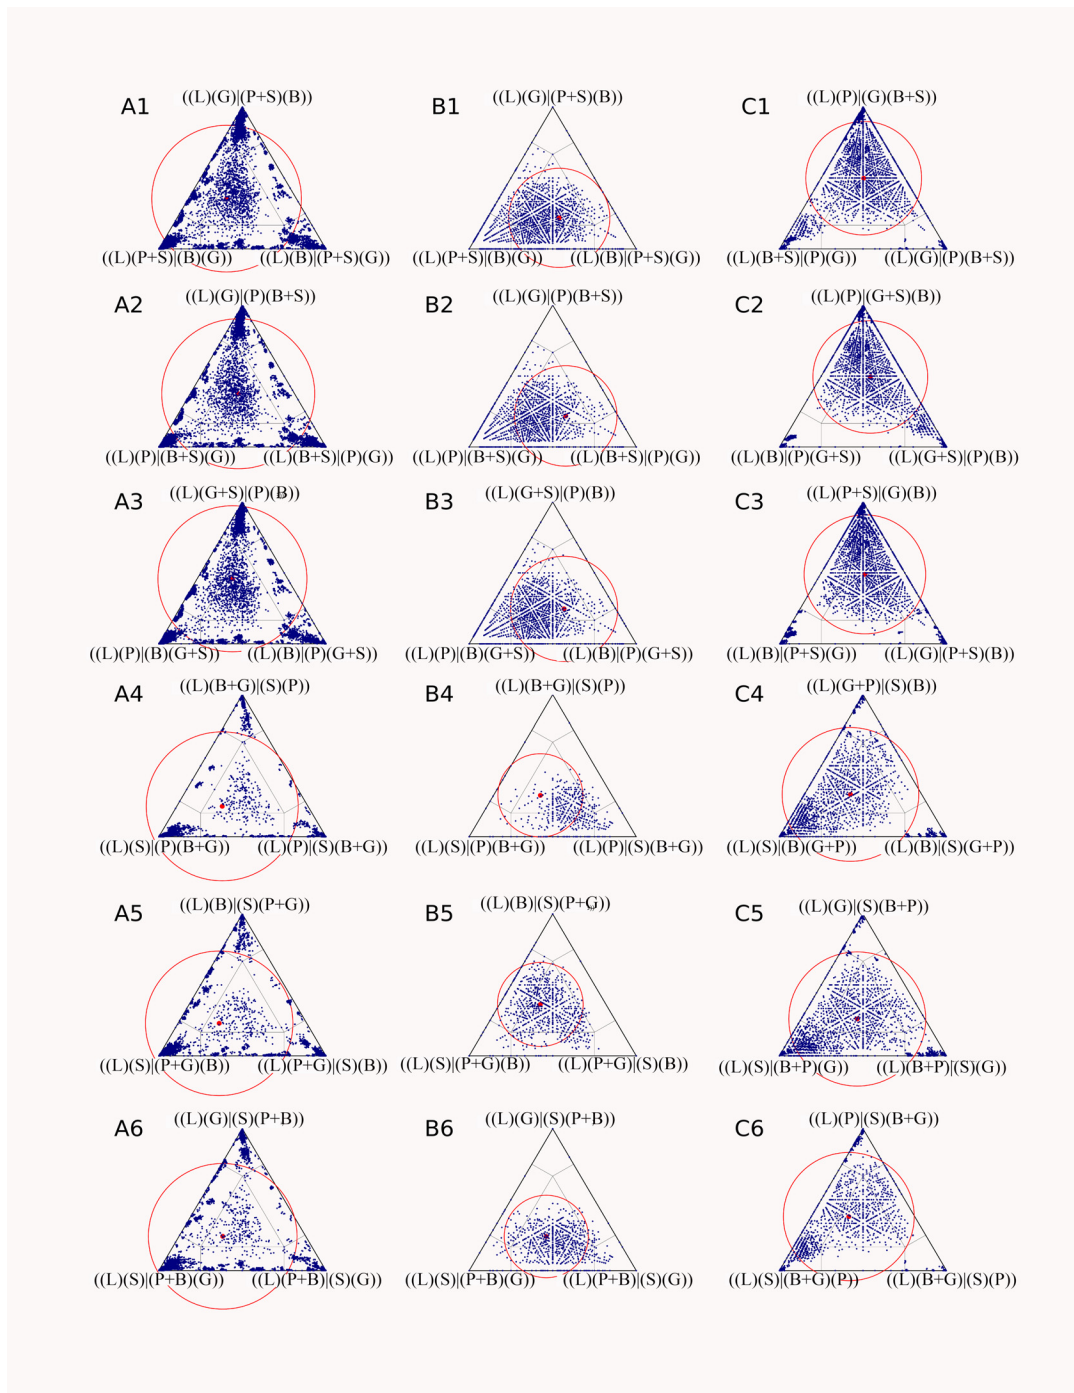 A1 ((L)(G)|(P+S)(B)) B1 ((L)(G)|(P+S)(B)) C1 ((L)(P)|(G)(B+S))
((L)(P+S)|(B)(G)) ((L)(B)|(P+S)(G)) ((L)(P+S)|(B)(G)) ((L)(B)|(P+S)(G)) ((L)(B+S)|(P)(G)) ((L)(G)|(P)(B+S))
A2 ((L)(G)|(P)(B+S)) B2 ((L)(G)|(P)(B+S)) C2 ((L)(P)|(G+S)(B))
((L)(P)|(B+S)(G)) ((L)(B+S)|(P)(G)) ((L)(P)|(B+S)(G)) ((L)(B+S)|(P)(G)) ((L)(B)|(P)(G+S)) ((L)(G+S)|(P)(B))
A3 ((L)(G+S)|(P)(B)) B3 ((L)(G+S)|(P)(B)) C3 ((L)(P+S)|(G)(B))
((L)(P)|(B)(G+S)) ((L)(B)|(P)(G+S)) ((L)(P)|(B)(G+S)) ((L)(B)|(P)(G+S)) ((L)(B)|(P+S)(G)) ((L)(G)|(P+S)(B))
A4 ((L)(B+G)|(S)(P)) B4 ((L)(B+G)|(S)(P)) C4 ((L)(G+P)|(S)(B))
((L)(S)|(P)(B+G)) ((L)(P)|(S)(B+G)) ((L)(S)|(P)(B+G)) ((L)(P)|(S)(B+G)) ((L)(S)|(B)(G+P)) ((L)(B)|(S)(G+P))
A5 ((L)(B)|(S)(P+G)) B5 ((L)(B)|(S)(P+G)) C5 ((L)(G)|(S)(B+P))
((L)(S)|(P+G)(B)) ((L)(P+G)|(S)(B)) ((L)(S)|(P+G)(B)) ((L)(P+G)|(S)(B)) ((L)(S)|(B+P)(G)) ((L)(B+P)|(S)(G))
A6 ((L)(G)|(S)(P+B)) B6 ((L)(G)|(S)(P+B)) C6 ((L)(P)|(S)(B+G))
((L)(S)|(P+B)(G)) ((L)(P+B)|(S)(G)) ((L)(S)|(P+B)(G)) ((L)(P+B)|(S)(G)) ((L)(S)|(B+G)(P)) ((L)(B+G)|(S)(P))